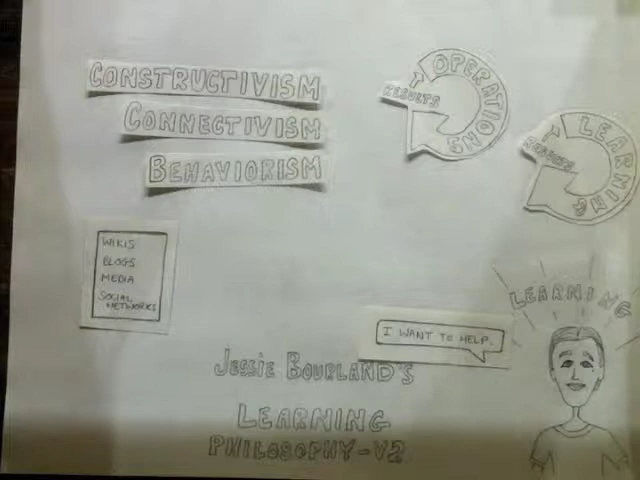 CONSTRUCTIVISM
CONNECTIVISM
BEHAVIORISM
OPERATIONS
RESULTS
LEARNING
RESULTS
WIKIS
BLOGS
MEDIA
SOCIAL
NETWORKS
LEARNING
I WANT TO HELP.
JESSIE BOURLAND'S
LEARNING
PHILOSOPHY-V2